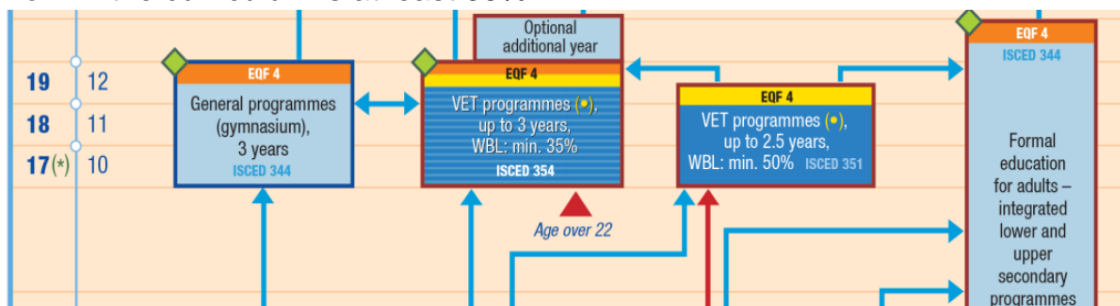 Optional
additional year
EQF 4
ISCED 344
19
12
18
11
17(*)
10
EQF 4
General programmes
(gymnasium),
3 years
ISCED 344
EQF 4
VET programmes (•),
up to 3 years,
WBL: min. 35%
ISCED 354
EQF 4
VET programmes (•),
up to 2.5 years,
WBL: min. 50% ISCED 351
Age over 22
Formal
education
for adults –
integrated
lower and
upper
secondary
programmes